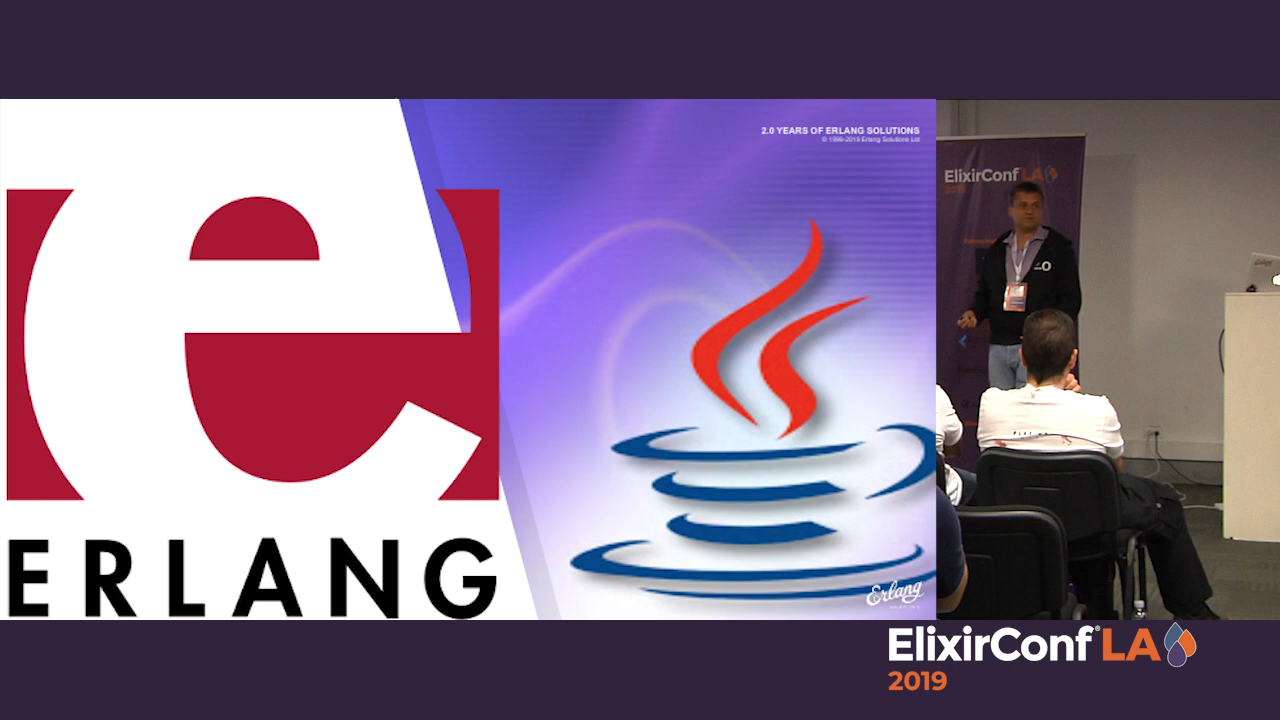 2.0 YEARS OF ERLANG SOLUTIONS
© 1999-2019 Erlang Solutions Ltd
ERLANG
Erlang
ElixirConf LA
2019
ElixirConf® LA
2019